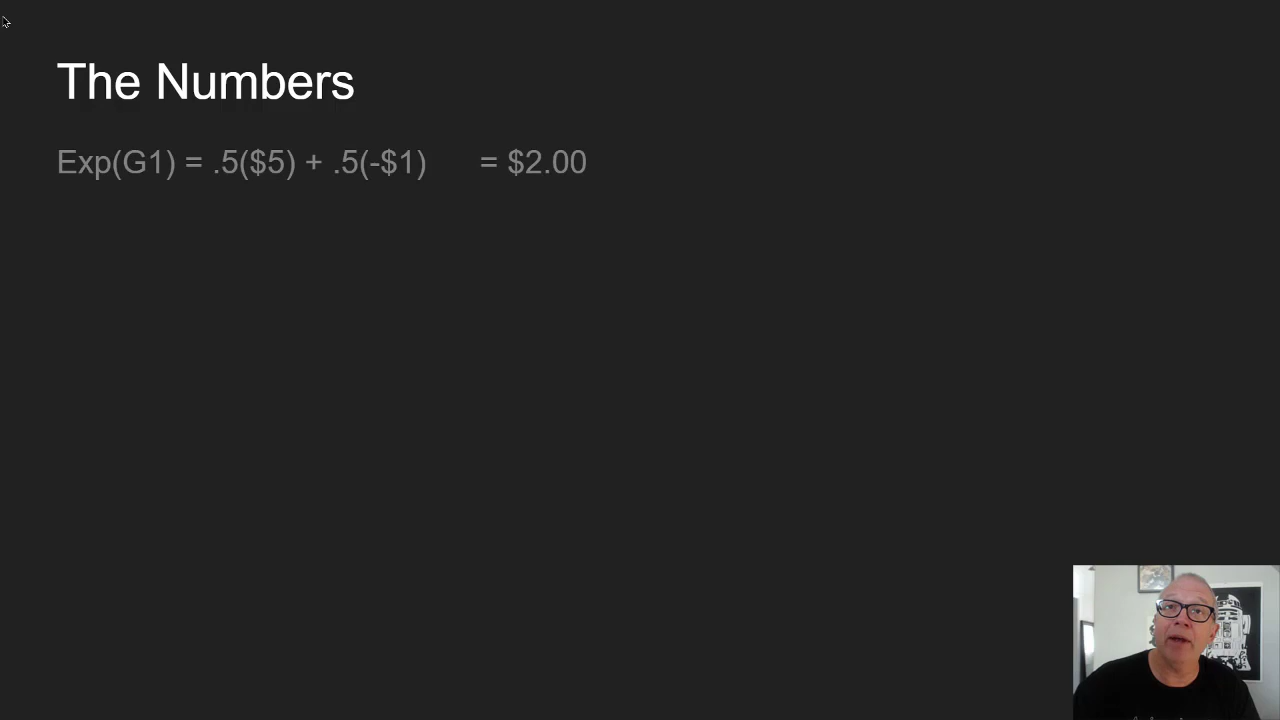 The Numbers
Exp(G1) = .5($5) + .5(-$1) = $2.00